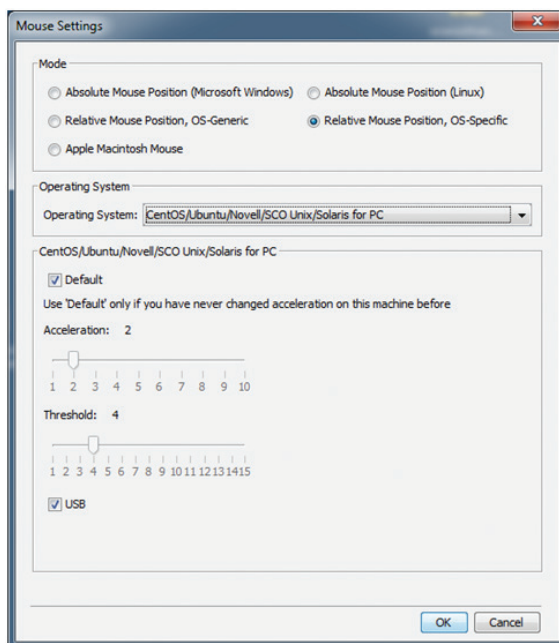 Mouse Settings
Mode
Absolute Mouse Position (Microsoft Windows) Absolute Mouse Position (Linux)
Relative Mouse Position, OS-Generic Relative Mouse Position, OS-Specific
Apple Macintosh Mouse
Operating System
Operating System: CentOS/Ubuntu/Novell/SCO Unix/Solaris for PC
CentOS/Ubuntu/Novell/SCO Unix/Solaris for PC
Default
Use 'Default' only if you have never changed acceleration on this machine before
Acceleration: 2
1 2 3 4 5 6 7 8 9 10
Threshold: 4
1 2 3 4 5 6 7 8 9 10 11 12 13 14 15
USB
OK Cancel